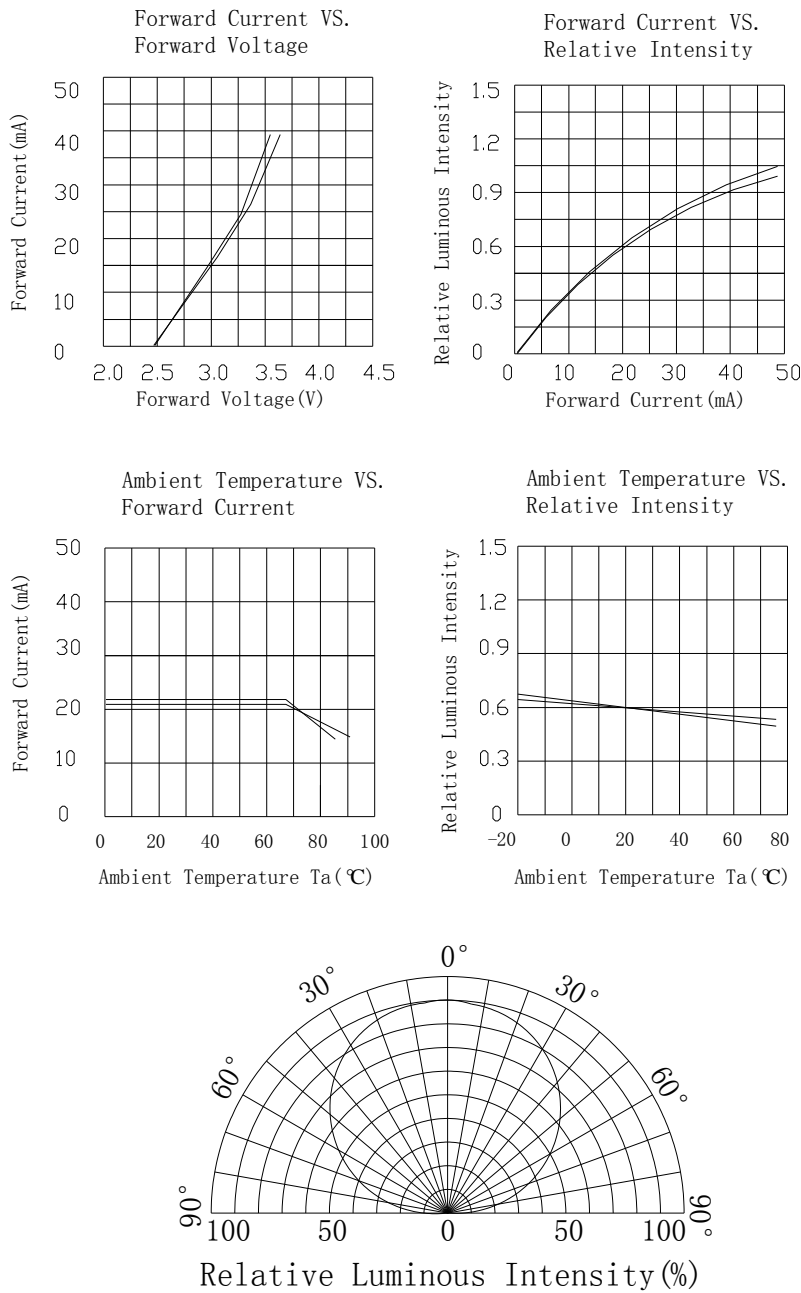 Forward Current VS.
Forward Voltage
Forward Current(mA)
50
40
30
20
10
0
2.0 2.5 3.0 3.5 4.0 4.5
Forward Voltage(V)
Forward Current VS.
Relative Intensity
Relative Luminous Intensity
1.5
1.2
0.9
0.6
0.3
0
0 10 20 30 40 50
Forward Current(mA)
Ambient Temperature VS.
Forward Current
Forward Current(mA)
50
40
30
20
10
0
0 20 40 60 80 100
Ambient Temperature Ta(℃)
Ambient Temperature VS.
Relative Intensity
Relative Luminous Intensity
1.5
1.2
0.9
0.6
0.3
0
-20 0 20 40 60 80
Ambient Temperature Ta(℃)
0°
30° 30°
60° 60°
90° 90°
100 50 0 50 100
Relative Luminous Intensity(%)